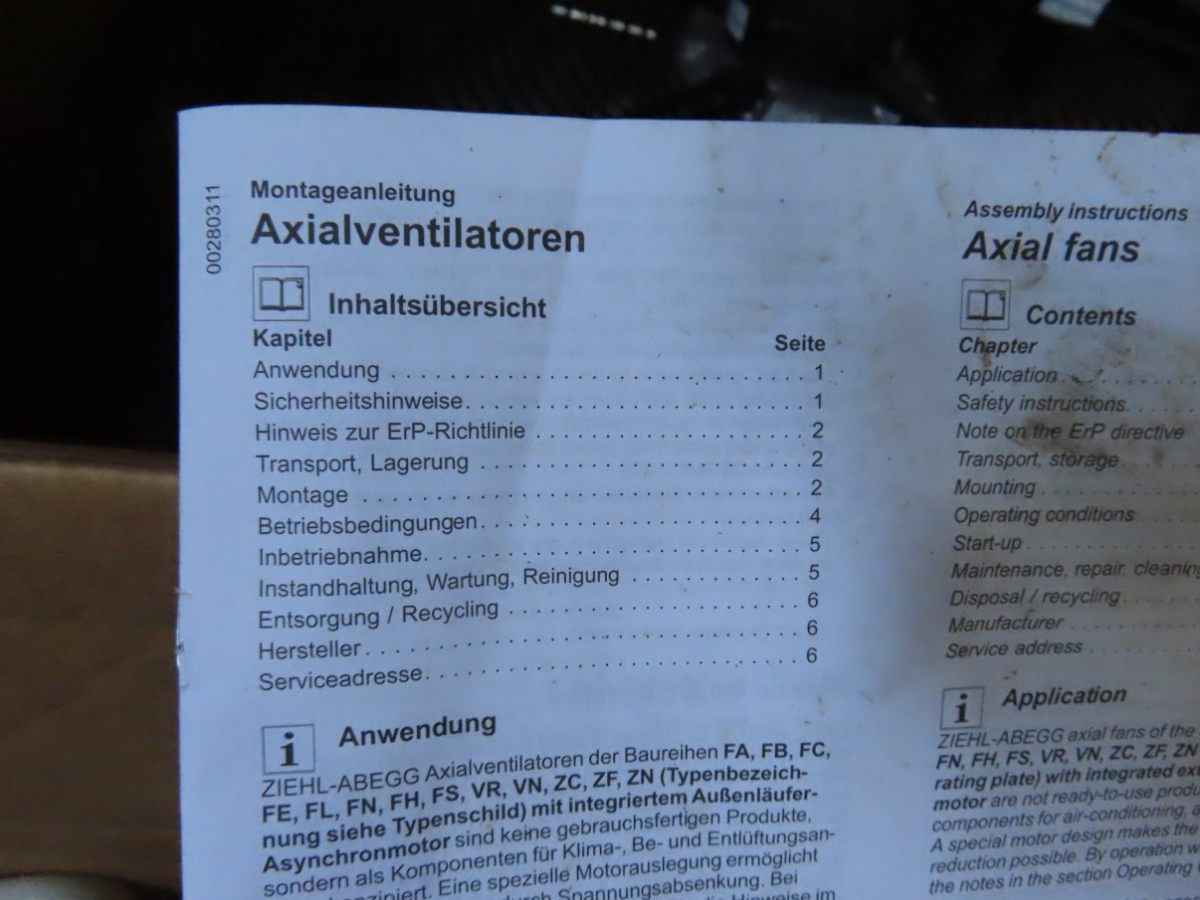 00280311
Montageanleitung
Axialventilatoren
Inhaltsübersicht
Kapitel Seite
Anwendung . . . . . . . . . . . . . . . . . . . . . . . . . . . . . 1
Sicherheitshinweise. . . . . . . . . . . . . . . . . . . . . . . 1
Hinweis zur ErP-Richtlinie . . . . . . . . . . . . . . . . . . 2
Transport, Lagerung . . . . . . . . . . . . . . . . . . . . . . 2
Montage . . . . . . . . . . . . . . . . . . . . . . . . . . . . . . 2
Betriebsbedingungen. . . . . . . . . . . . . . . . . . . . . . 4
Inbetriebnahme. . . . . . . . . . . . . . . . . . . . . . . . . . 5
Instandhaltung, Wartung, Reinigung . . . . . . . . . . . 5
Entsorgung / Recycling . . . . . . . . . . . . . . . . . . . . 6
Hersteller . . . . . . . . . . . . . . . . . . . . . . . . . . . . . . 6
Serviceadresse. . . . . . . . . . . . . . . . . . . . . . . . . . 6
i Anwendung
ZIEHL-ABEGG Axialventilatoren der Baureihen FA, FB, FC,
FE, FL, FN, FH, FS, VR, VN, ZC, ZF, ZN (Typenbezeich-
nung siehe Typenschild) mit integriertem Außenläufer-
Asynchronmotor sind keine gebrauchsfertigen Produkte,
sondern als Komponenten für Klima-, Be- und Entlüftungsan-
Eine spezielle Motorauslegung ermöglicht
Spannungsabsenkung. Bei
Hinweise im
Assembly instructions
Axial fans
Contents
Chapter
Application . . . . . . . . . .
Safety instructions. . . . .
Note on the ErP directive
Transport, storage . . . . .
Mounting . . . . . . . . . . .
Operating conditions . . .
Start-up . . . . . . . . . . . .
Maintenance, repair, cleaning
Disposal / recycling . . . .
Manufacturer . . . . . . . .
Service address . . . . . .
i Application
ZIEHL-ABEGG axial fans of the
FN, FH, FS, VR, VN, ZC, ZF, ZN
rating plate) with integrated
motor are not ready-to-use
components for air-conditioning,
A special motor design makes the
reduction possible. By operation
the notes in the section Operating